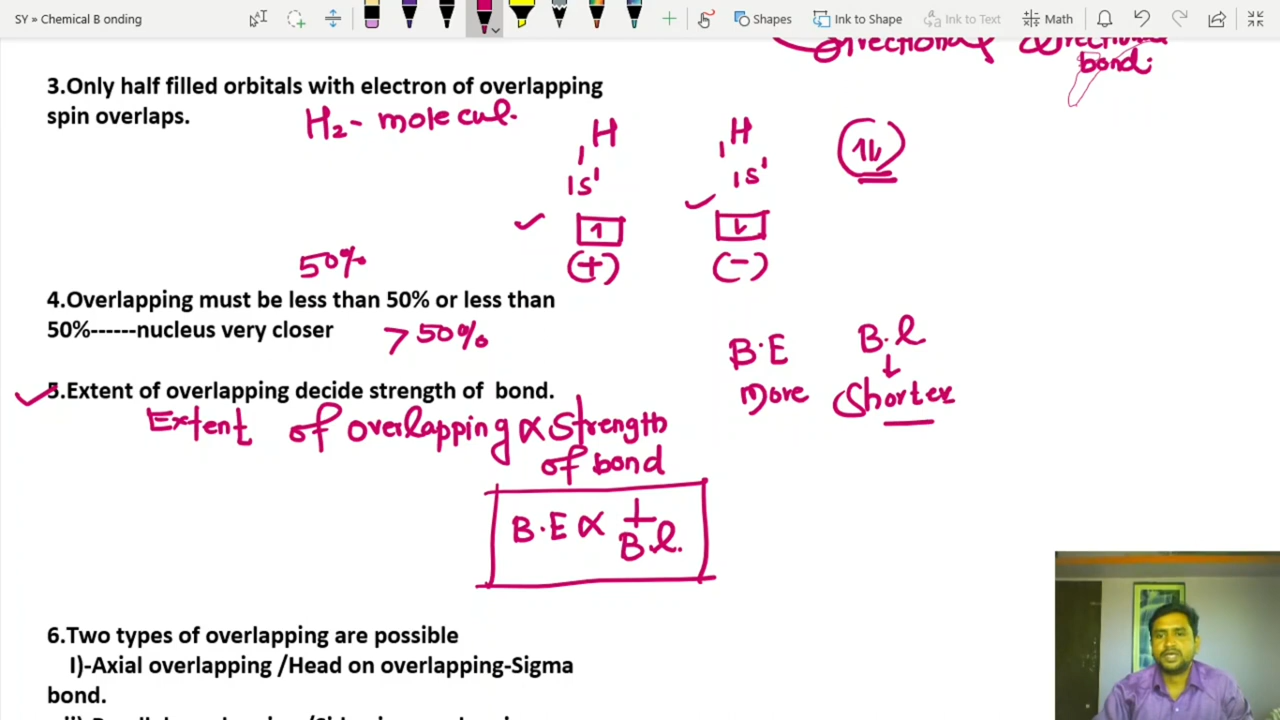 SY » Chemical B onding
Shapes
Ink to Shape
Ink to Text
Math
directional
bond.
3.Only half filled orbitals with electron of overlapping
spin overlaps.
H₂ - molecul.
H
H
1s¹
1s¹
↿⇂
↿
⇂
(+)
(-)
50%
4.Overlapping must be less than 50% or less than
50%------nucleus very closer
> 50%
B.E
B.l
↓
More
Shorter
5.Extent of overlapping decide strength of bond.
Extent of overlapping ∝ Strength
of bond
B.E ∝ 1/B.l.
6.Two types of overlapping are possible
I)-Axial overlapping /Head on overlapping-Sigma
bond.